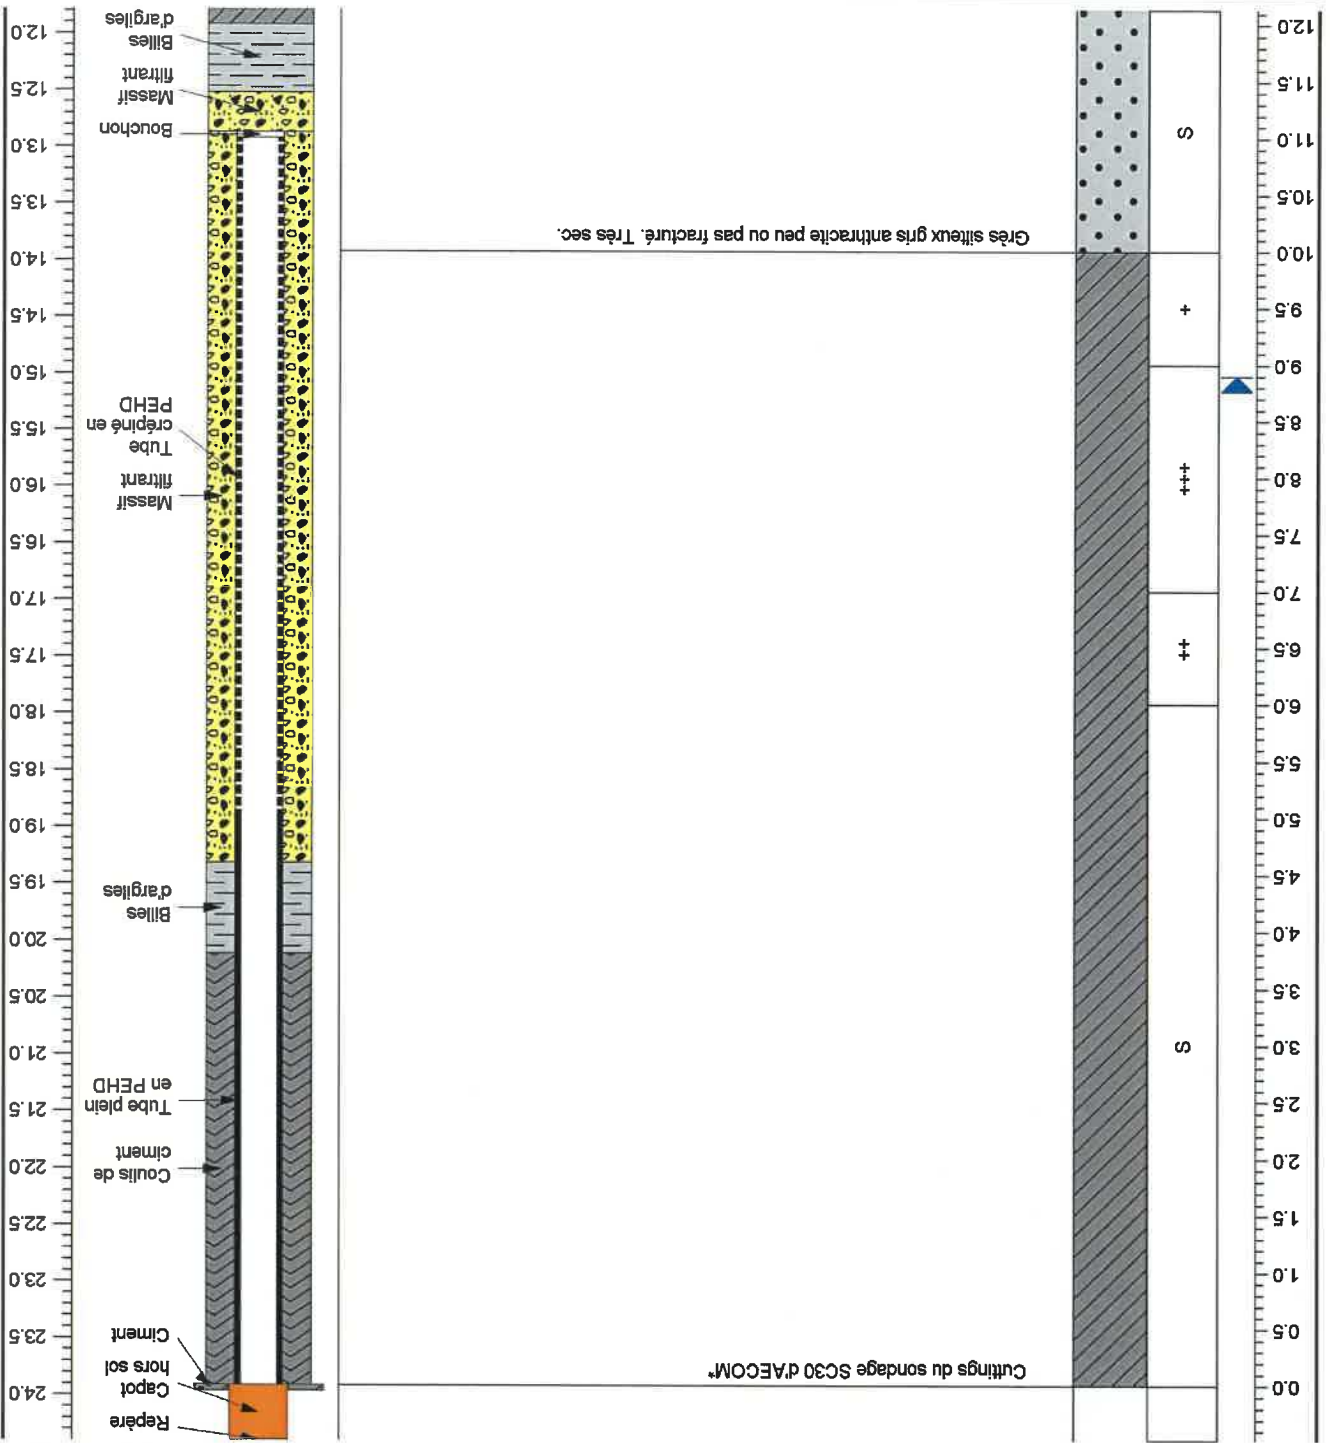 0.0
0.5
1.0
1.5
2.0
2.5
3.0
3.5
4.0
4.5
5.0
5.5
6.0
6.5
7.0
7.5
8.0
8.5
9.0
9.5
10.0
10.5
11.0
11.5
12.0
S
++
+++
+
S
Cuttings du sondage SC30 d'AECOM*
Grès silteux gris anthracite peu ou pas fracturé. Très sec.
Repère
Capot
hors sol
Ciment
Coulis de
ciment
Tube plein
en PEHD
Billes
d'argiles
Massif
filtrant
Tube
crépiné en
PEHD
Bouchon
Massif
filtrant
Billes
d'argiles
24.0
23.5
23.0
22.5
22.0
21.5
21.0
20.5
20.0
19.5
19.0
18.5
18.0
17.5
17.0
16.5
16.0
15.5
15.0
14.5
14.0
13.5
13.0
12.5
12.0